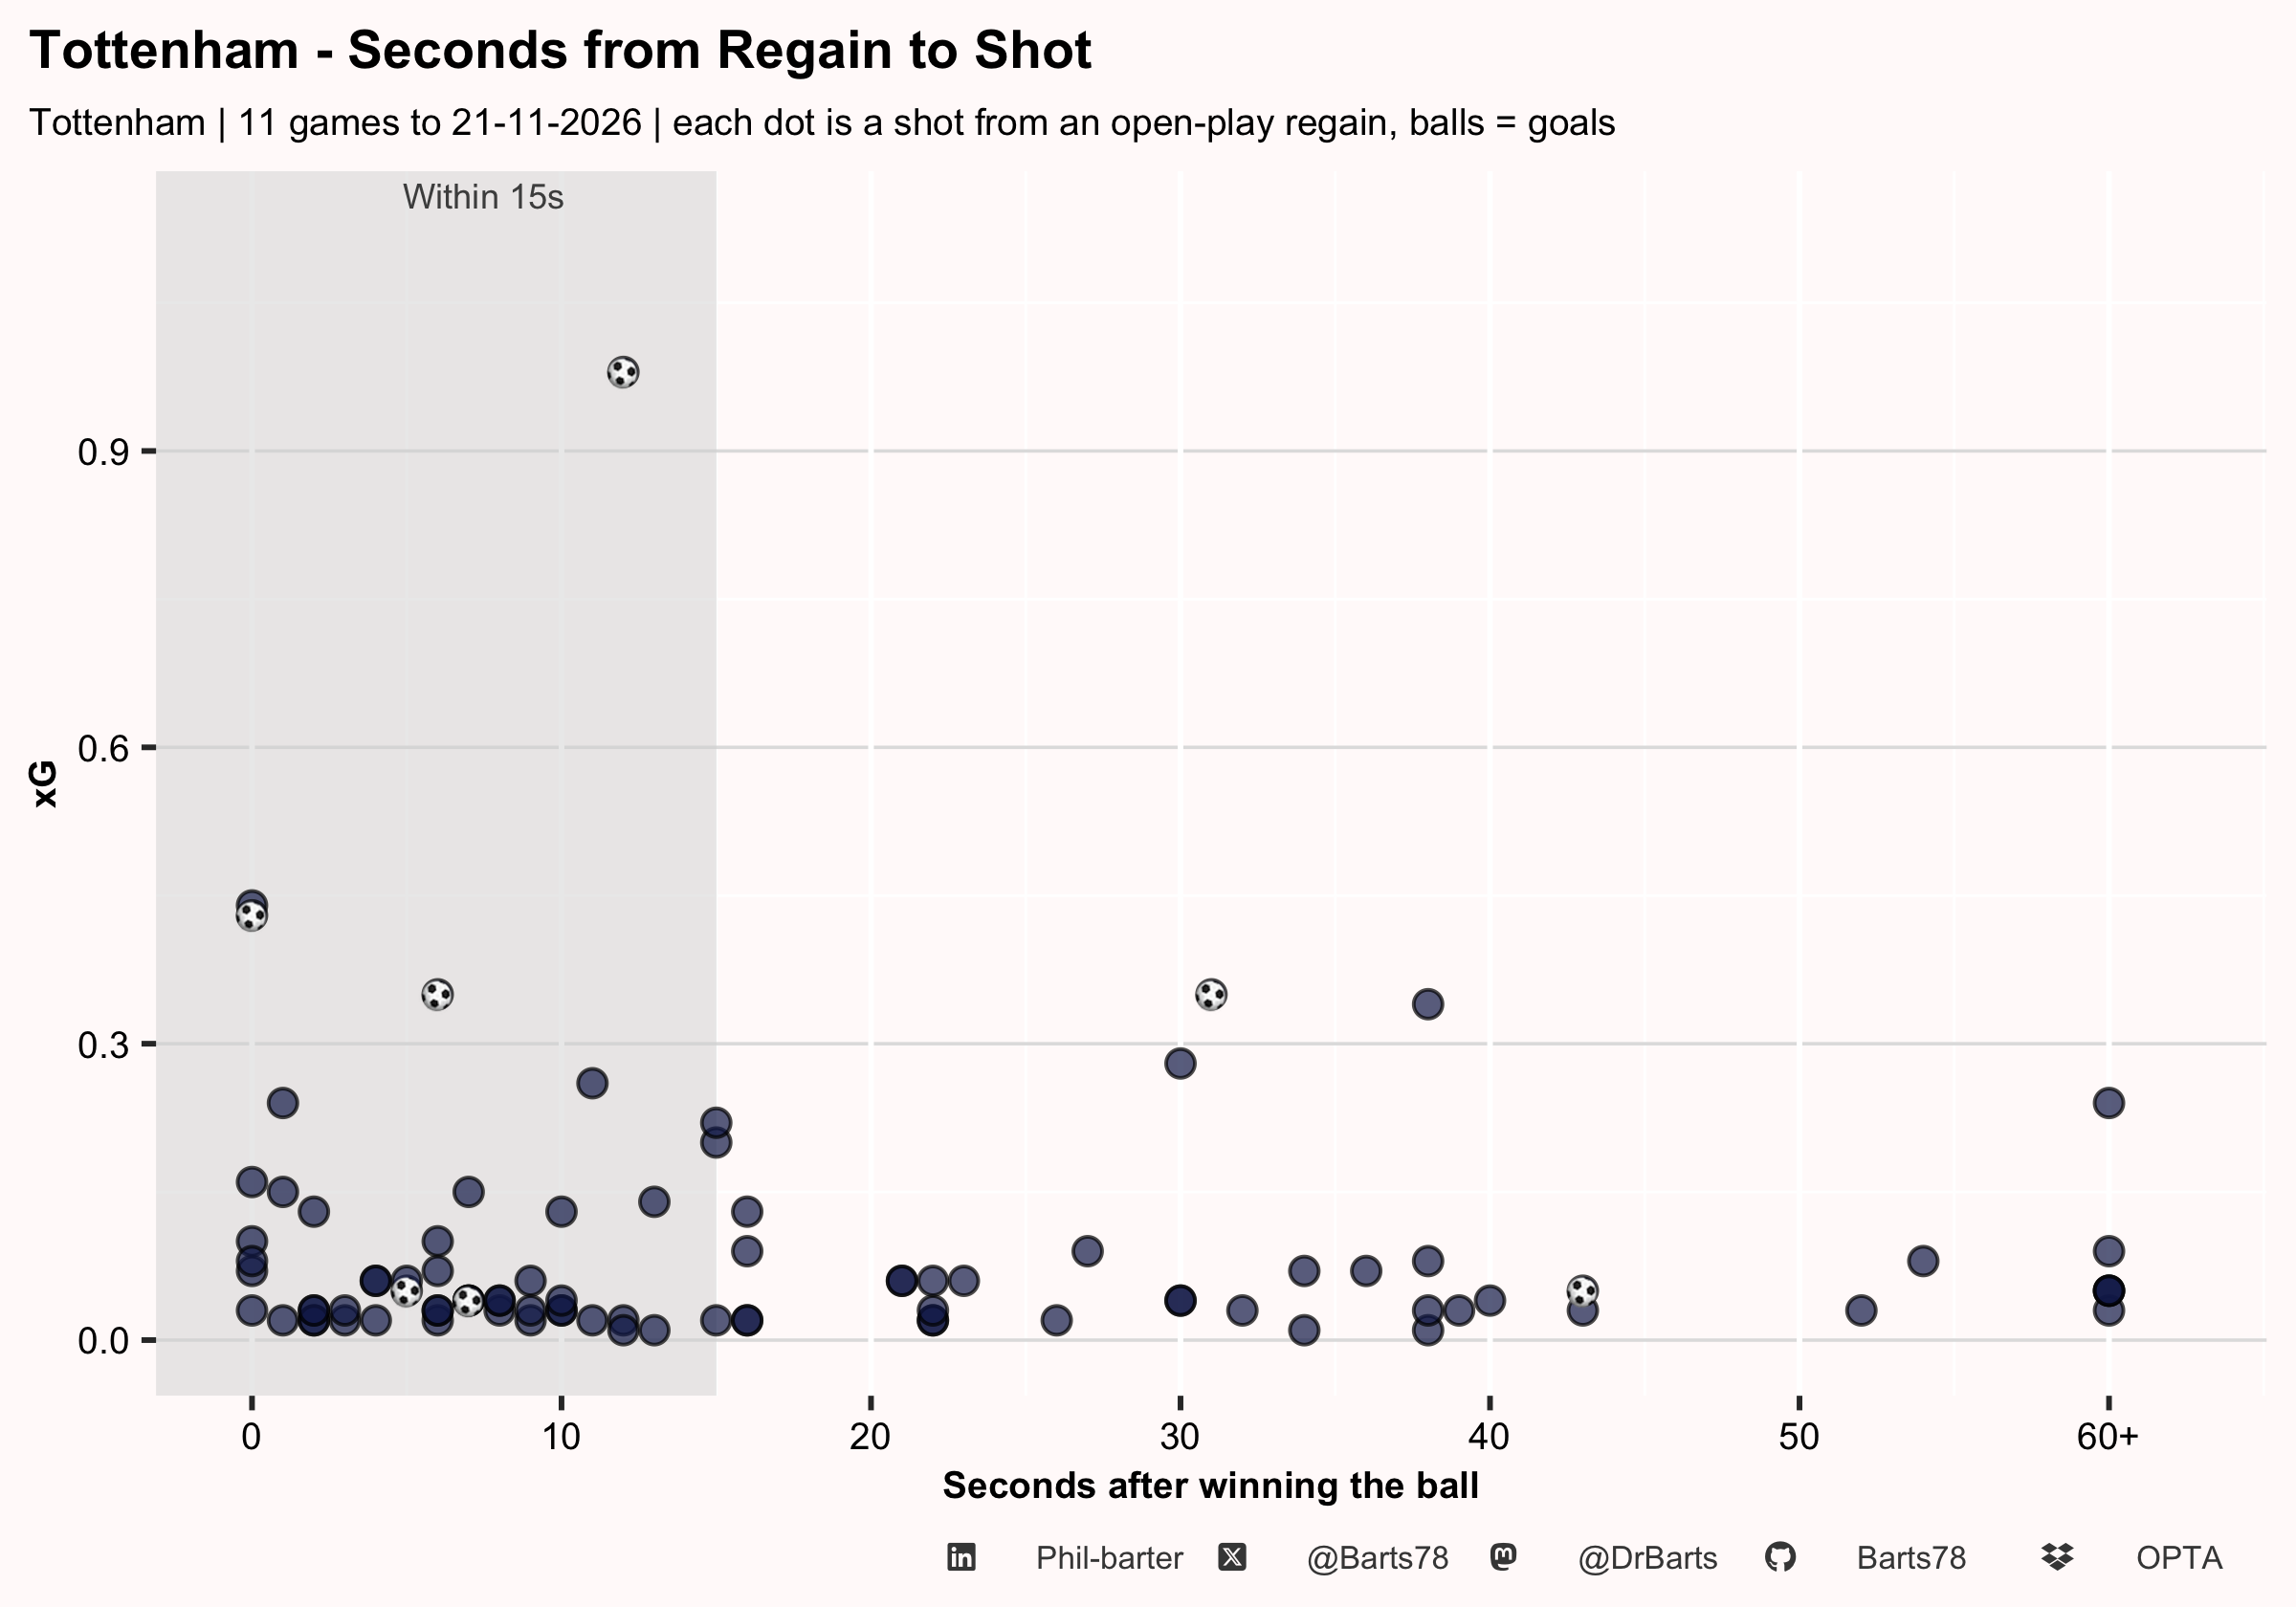 Tottenham - Seconds from Regain to Shot
Tottenham | 11 games to 21-11-2026 | each dot is a shot from an open-play regain, balls = goals
Within 15s
0.9
0.6
0.3
0.0
xG
0 10 20 30 40 50 60+
Seconds after winning the ball
Phil-barter @Barts78 @DrBarts Barts78 OPTA